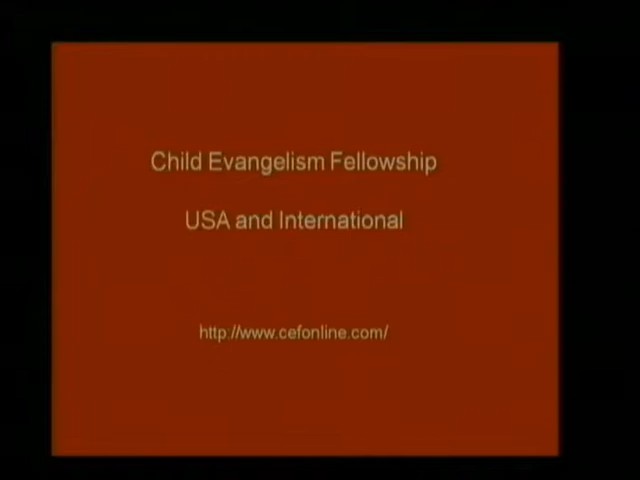 Child Evangelism Fellowship
USA and International
http://www.cefonline.com/